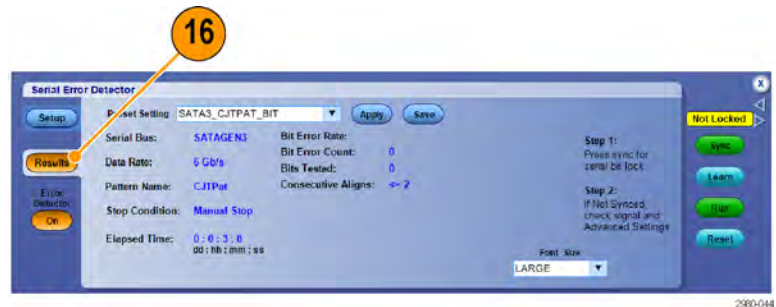 16
Serial Error Detector
X
Setup
Preset Setting SATA3_CJTPAT_BIT Apply Save
Not Locked
Serial Bus: SATAGEN3 Bit Error Rate:
Step 1:
Sync
Results
Data Rate: 6 Gb/s Bit Error Count: 0
Press sync for
serial be lock
Bits Tested: 0
Pattern Name: CJTPat Consecutive Aligns: <= 2
Step 2:
Learn
Error
Detector
If Not Synced,
check signal and
Advanced Settings
On
Stop Condition: Manual Stop
Run
Elapsed Time: 0 : 0 : 3 : 0
dd : hh : mm : ss
Reset
Font Size
LARGE
2980-044